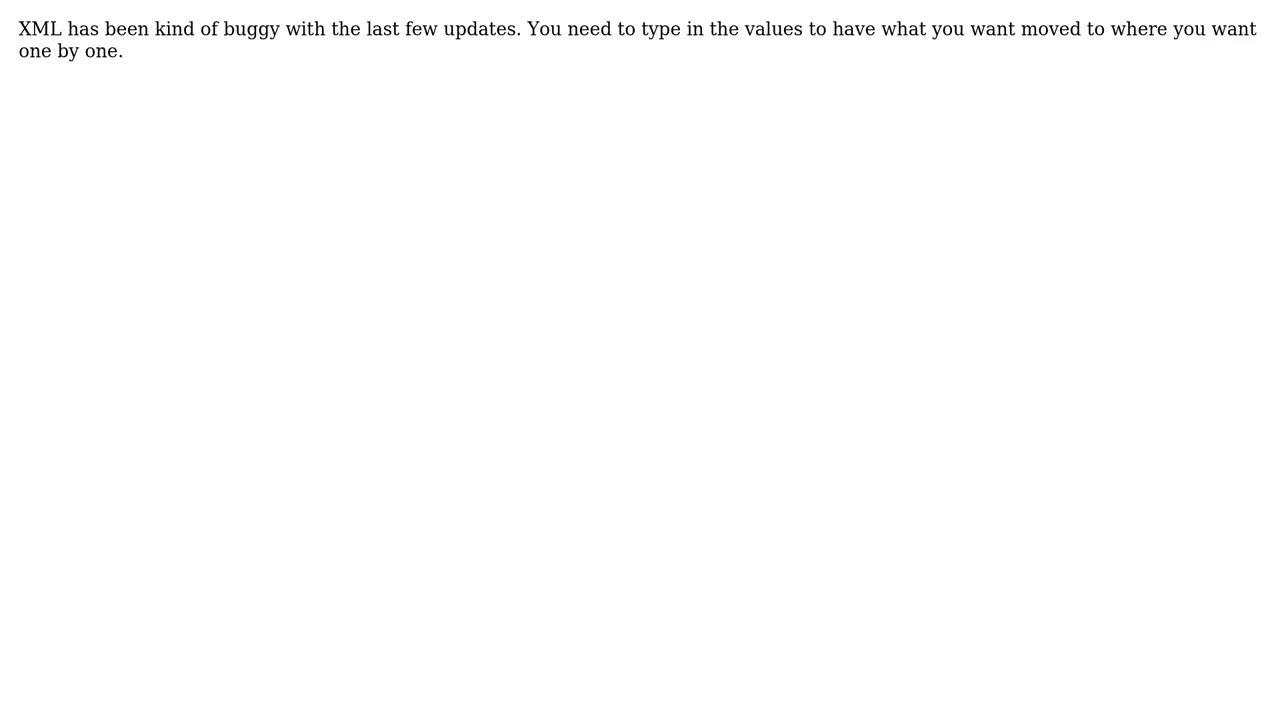 XML has been kind of buggy with the last few updates. You need to type in the values to have what you want moved to where you want
one by one.